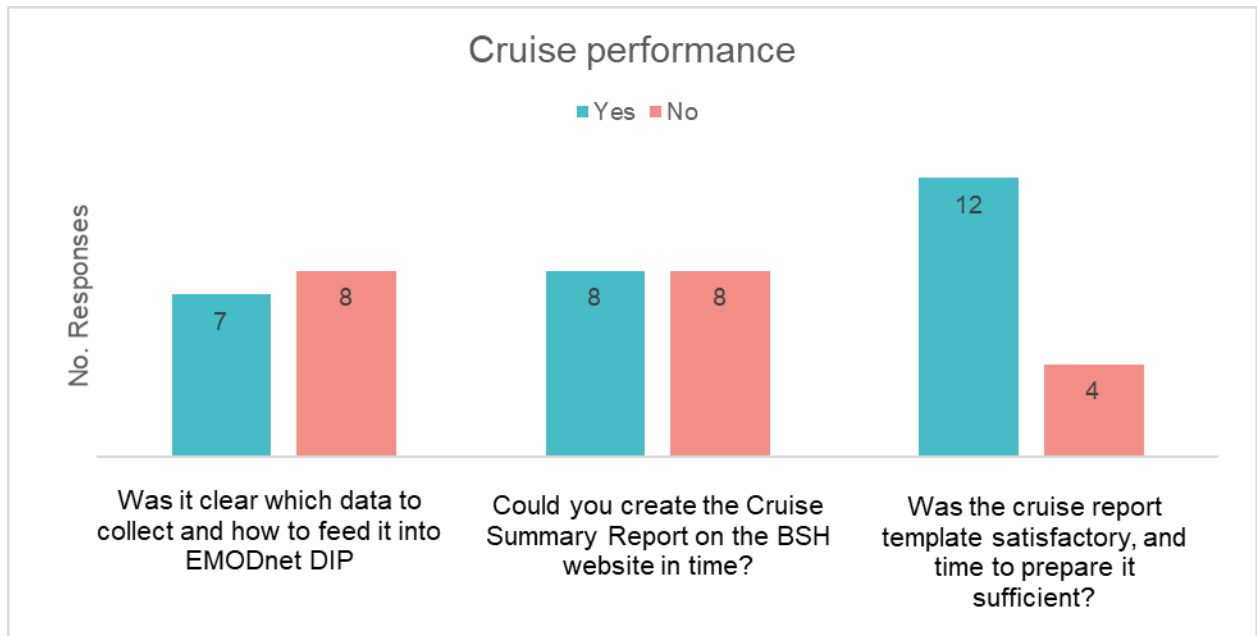 Cruise performance
Yes No
No. Responses
7
8
8
8
12
4
Was it clear which data to
collect and how to feed it into
EMODnet DIP
Could you create the Cruise
Summary Report on the BSH
website in time?
Was the cruise report
template satisfactory, and
time to prepare it
sufficient?